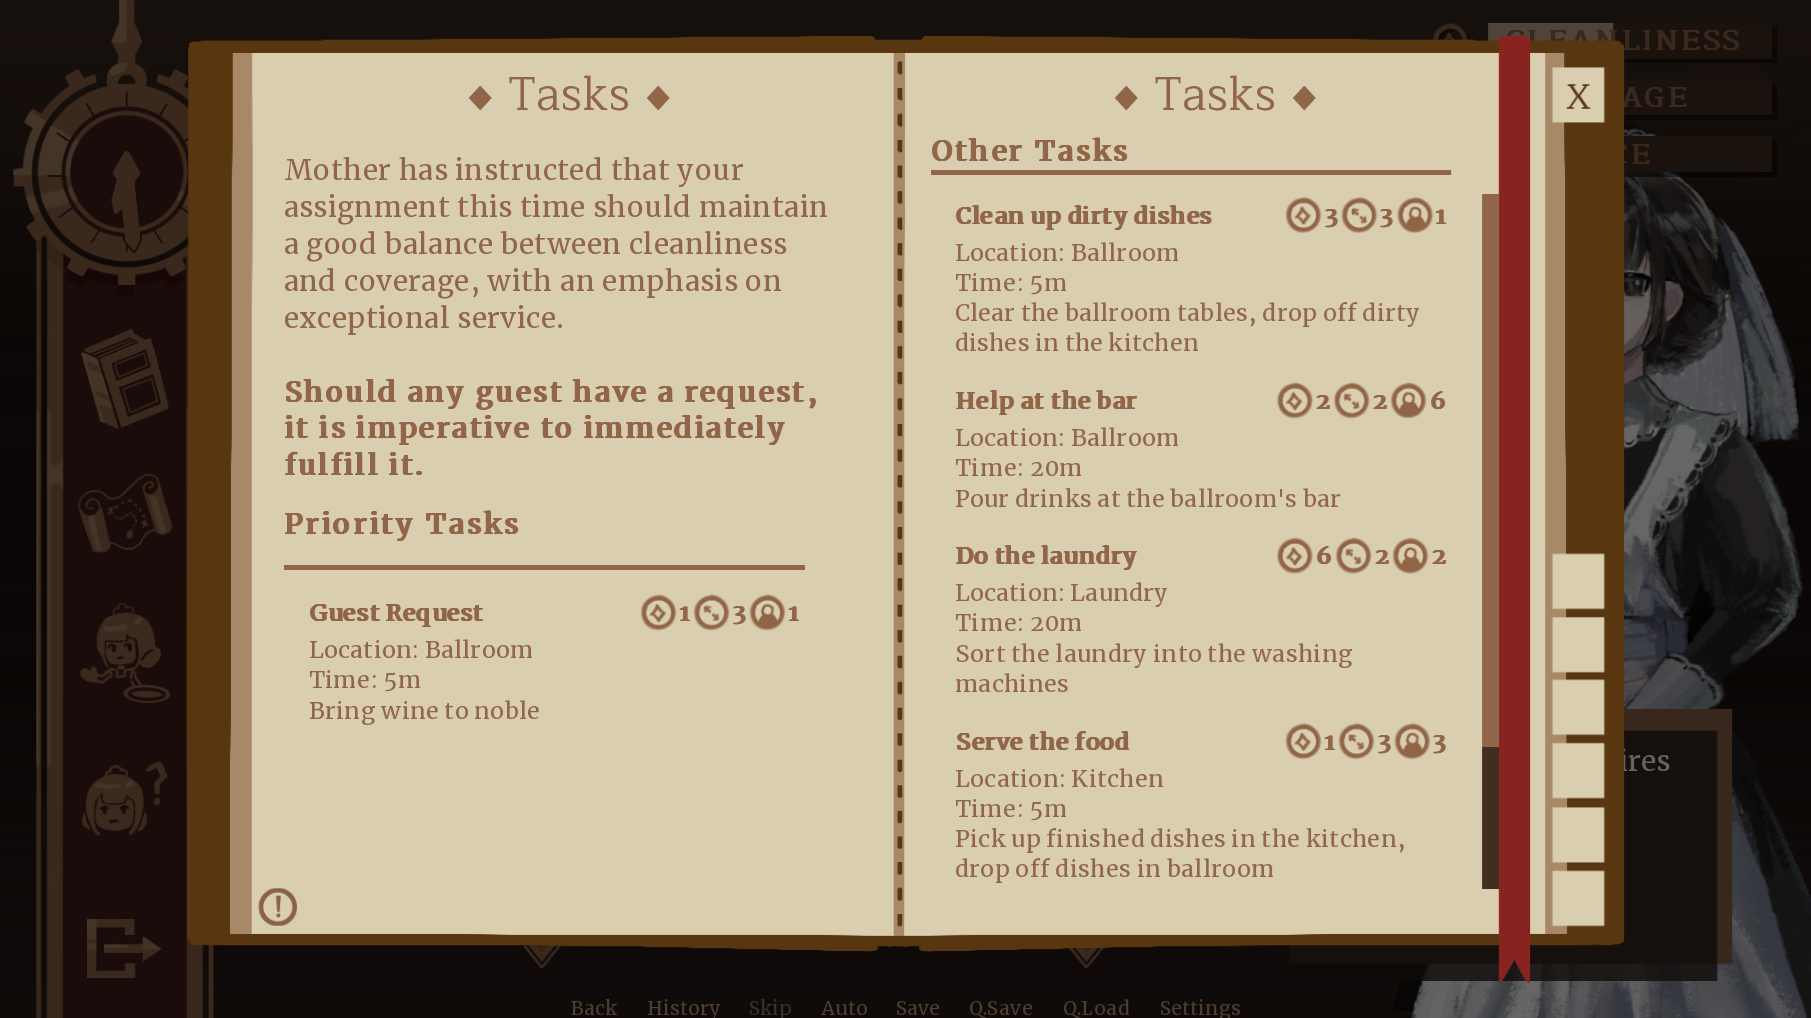 CLEANLINESS
AGE
CE
X
Tasks
Mother has instructed that your
assignment this time should maintain
a good balance between cleanliness
and coverage, with an emphasis on
exceptional service.
Should any guest have a request,
it is imperative to immediately
fulfill it.
Priority Tasks
Guest Request 1 3 1
Location: Ballroom
Time: 5m
Bring wine to noble
!
Tasks
Other Tasks
Clean up dirty dishes 3 3 1
Location: Ballroom
Time: 5m
Clear the ballroom tables, drop off dirty
dishes in the kitchen
Help at the bar 2 2 6
Location: Ballroom
Time: 20m
Pour drinks at the ballroom's bar
Do the laundry 6 2 2
Location: Laundry
Time: 20m
Sort the laundry into the washing
machines
Serve the food 1 3 3
Location: Kitchen
Time: 5m
Pick up finished dishes in the kitchen,
drop off dishes in ballroom
ires
Back History Skip Auto Save Q.Save Q.Load Settings